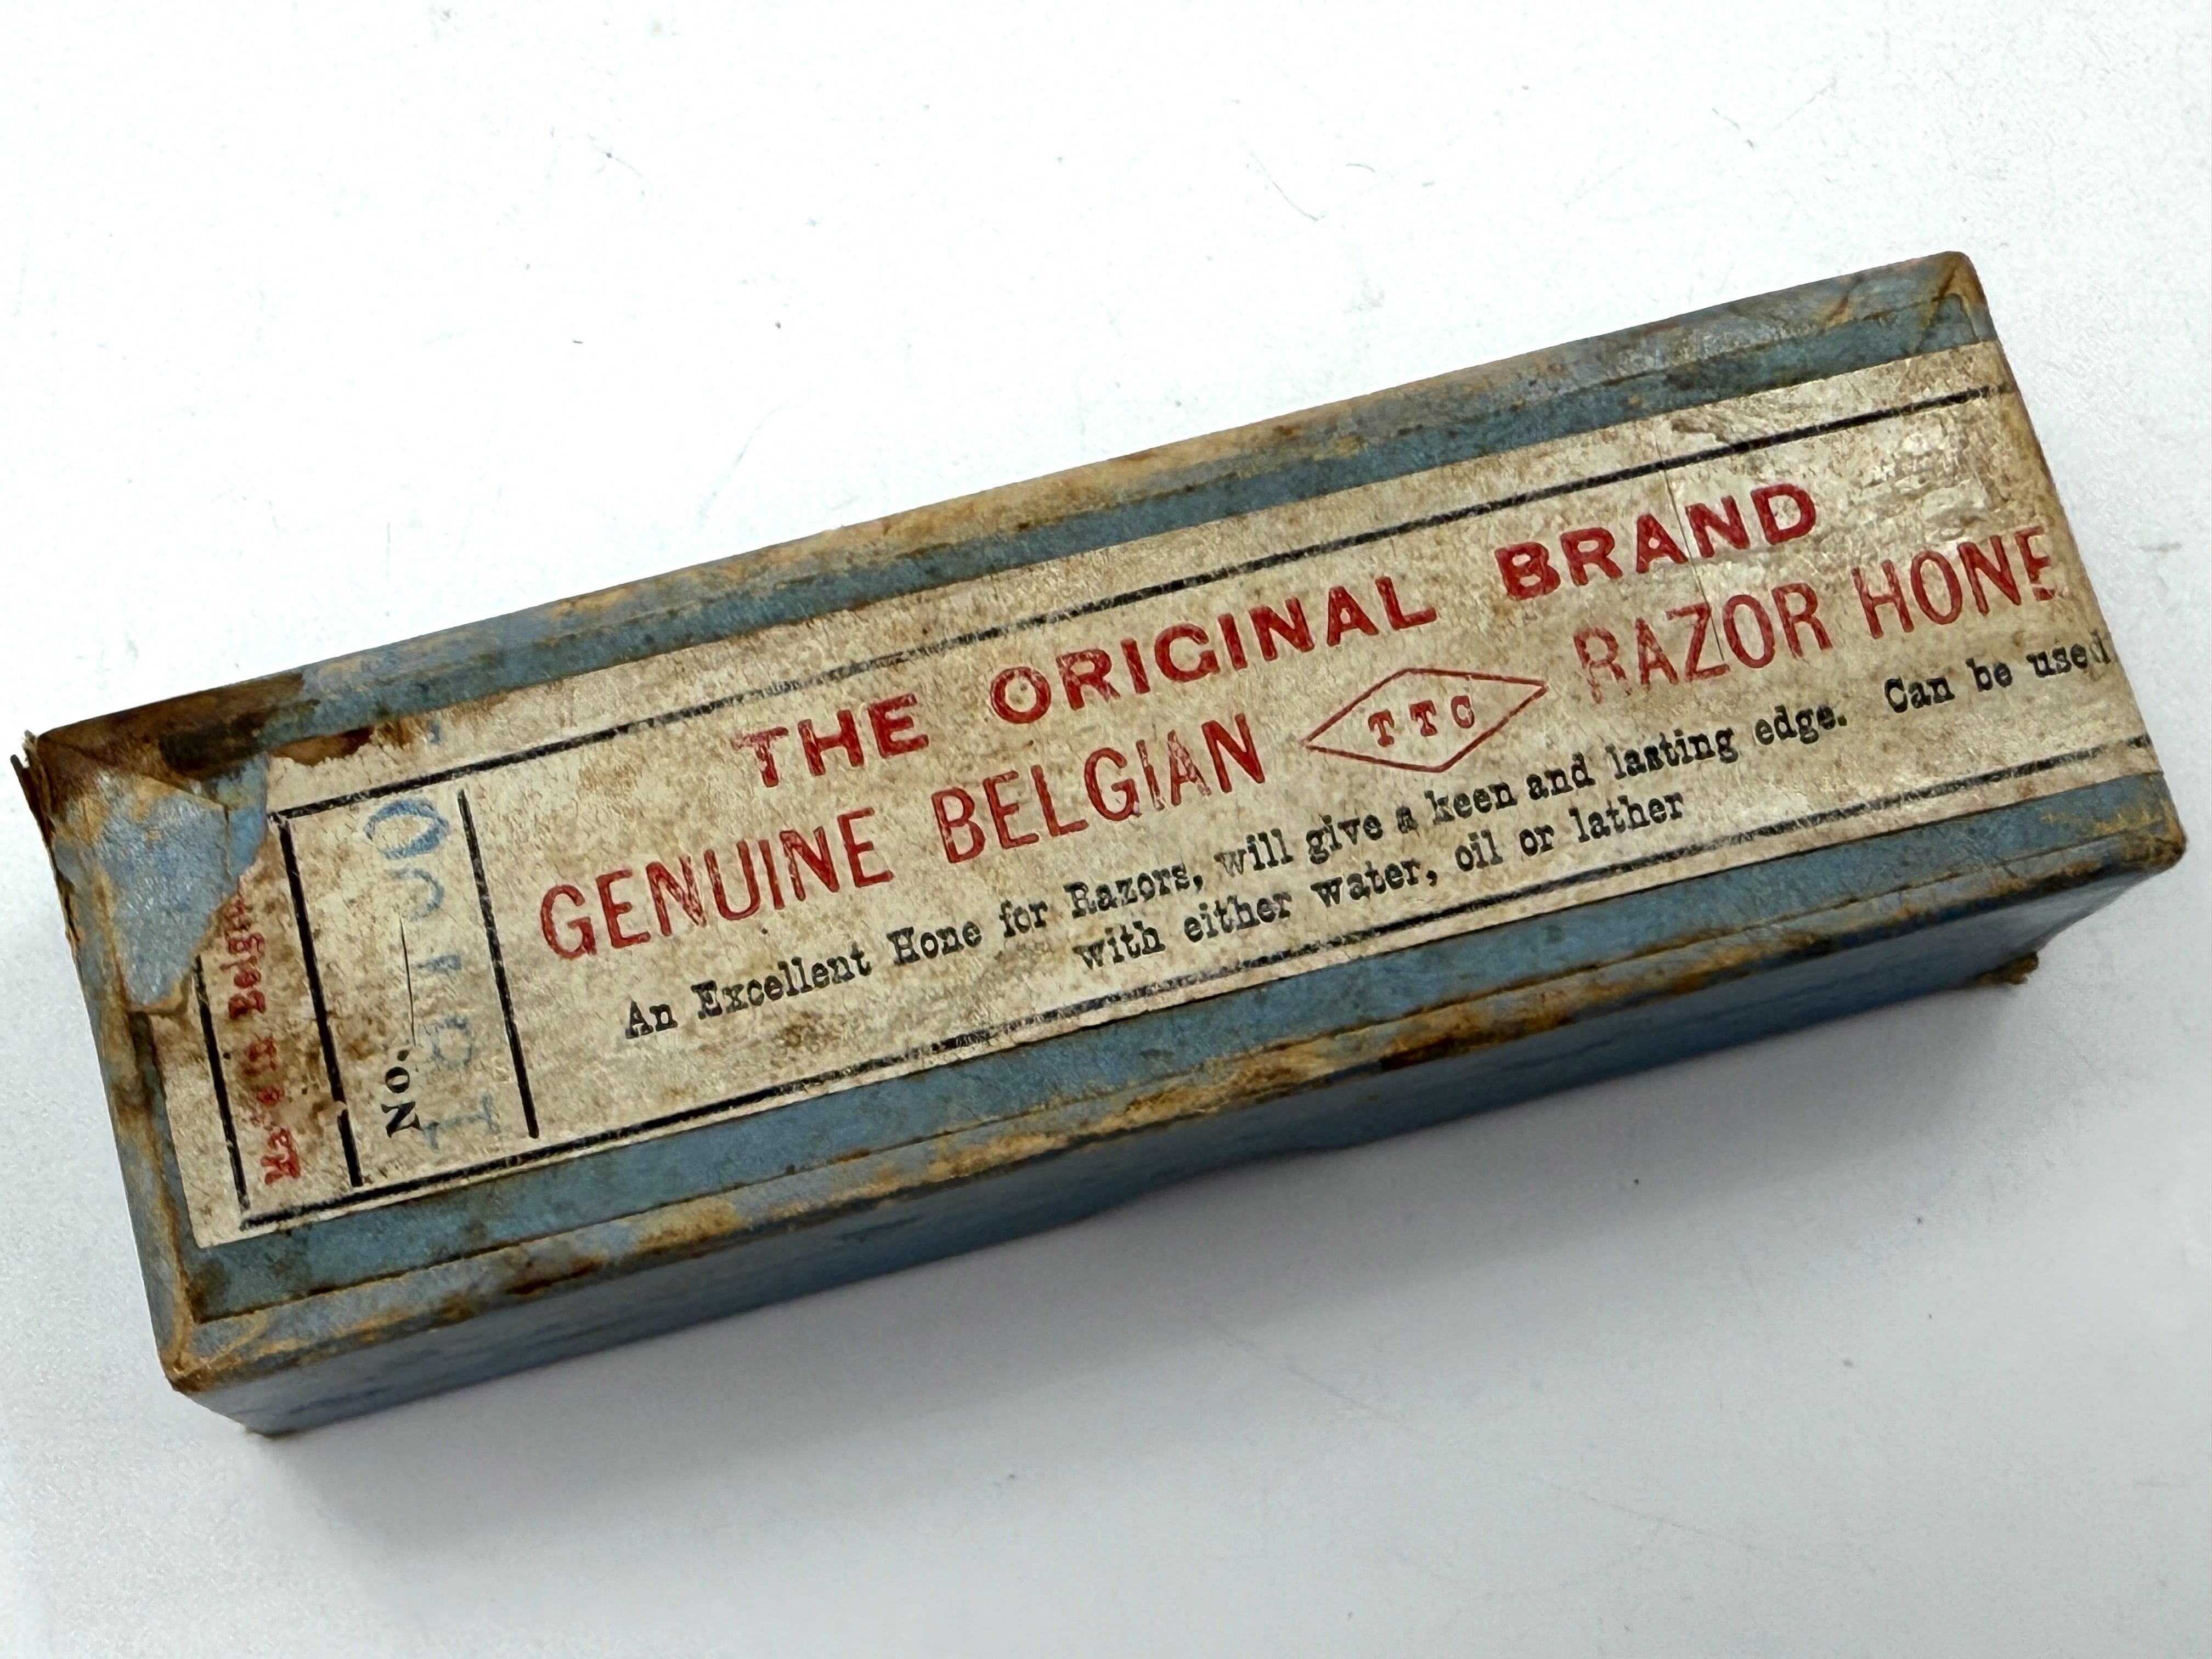 THE ORIGINAL BRAND
GENUINE BELGIAN TTC RAZOR HONE
An Excellent Hone for Razors, will give a keen and lasting edge. Can be used
with either water, oil or lather
No.
in